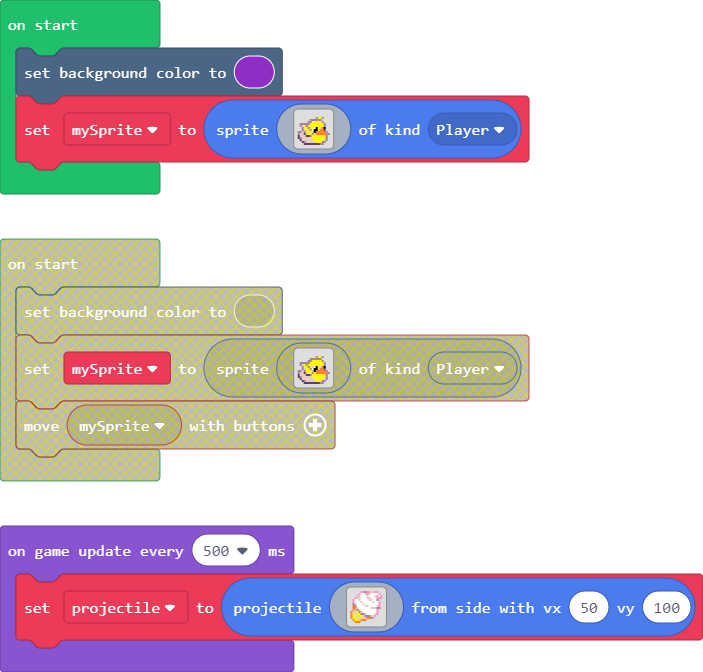 on start
set background color to
set mySprite to sprite of kind Player
on start
set background color to
set mySprite to sprite of kind Player
move mySprite with buttons
on game update every 500 ms
set projectile to projectile from side with vx 50 vy 100